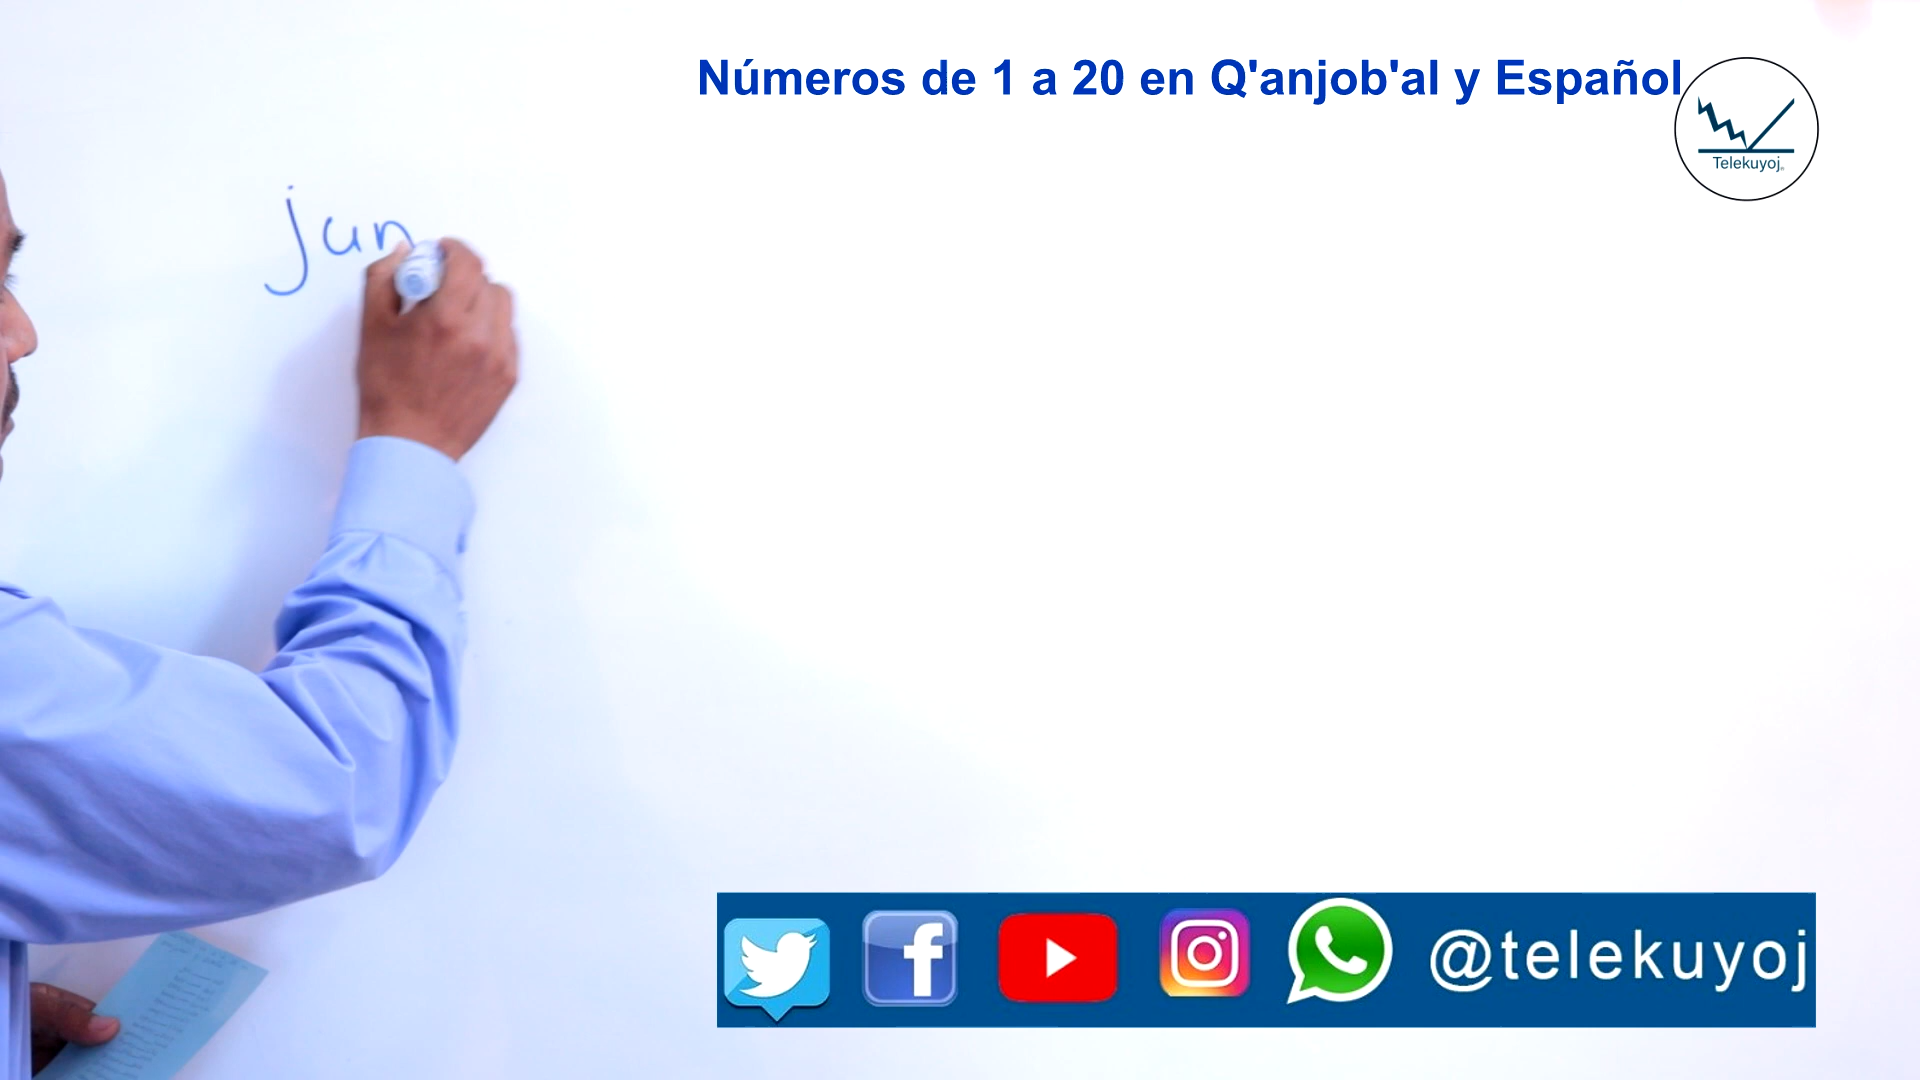 Números de 1 a 20 en Q'anjob'al y Español
Telekuyoj
jun
@telekuyoj